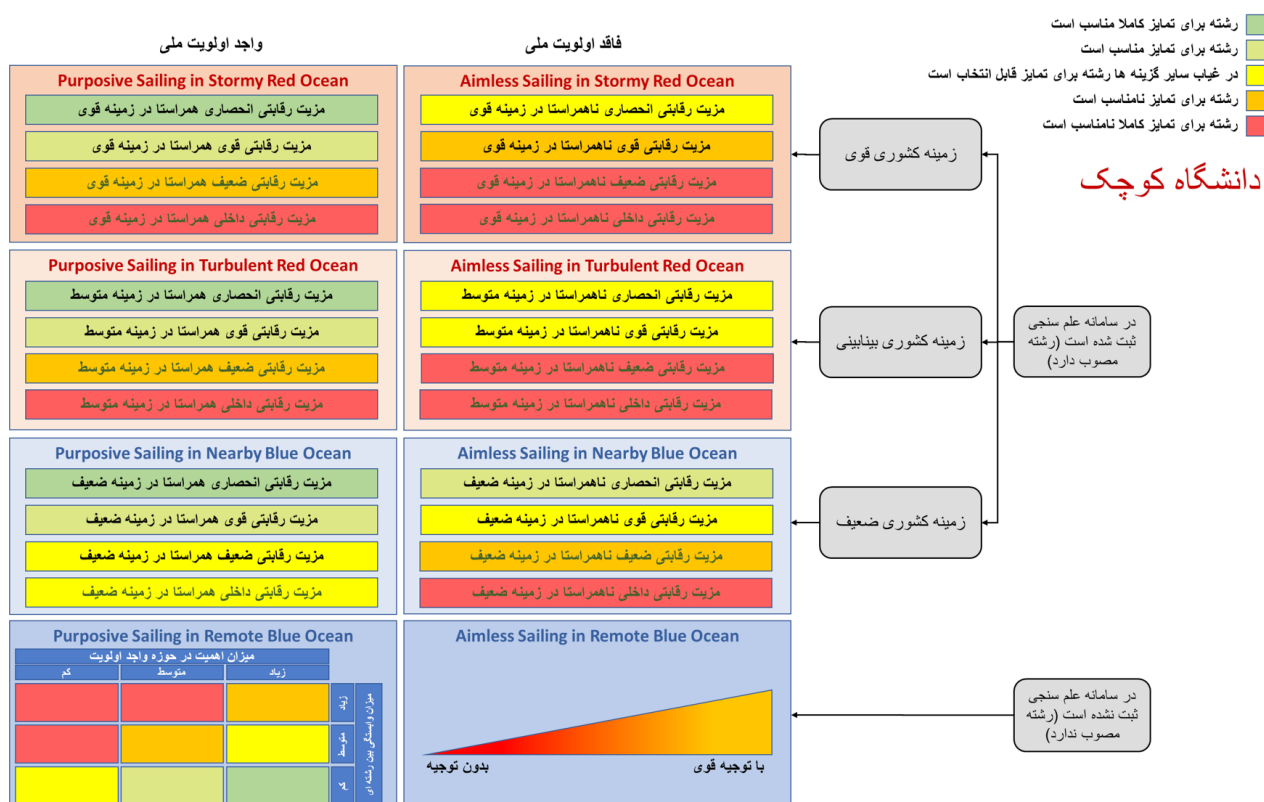 رشته برای تمایز کاملا مناسب است
رشته برای تمایز مناسب است
در غیاب سایر گزینه ها رشته برای تمایز قابل انتخاب است
رشته برای تمایز نامناسب است
رشته برای تمایز کاملا نامناسب است
دانشگاه کوچک
در سامانه علم سنجی
ثبت شده است (رشته
مصوب دارد)
زمینه کشوری قوی
زمینه کشوری بینابینی
زمینه کشوری ضعیف
در سامانه علم سنجی
ثبت نشده است (رشته
مصوب ندارد)
فاقد اولویت ملی
Aimless Sailing in Stormy Red Ocean
مزیت رقابتی انحصاری ناهمراستا در زمینه قوی
مزیت رقابتی قوی ناهمراستا در زمینه قوی
مزیت رقابتی ضعیف ناهمراستا در زمینه قوی
مزیت رقابتی داخلی ناهمراستا در زمینه قوی
Aimless Sailing in Turbulent Red Ocean
مزیت رقابتی انحصاری ناهمراستا در زمینه متوسط
مزیت رقابتی قوی ناهمراستا در زمینه متوسط
مزیت رقابتی ضعیف ناهمراستا در زمینه متوسط
مزیت رقابتی داخلی ناهمراستا در زمینه متوسط
Aimless Sailing in Nearby Blue Ocean
مزیت رقابتی انحصاری ناهمراستا در زمینه ضعیف
مزیت رقابتی قوی ناهمراستا در زمینه ضعیف
مزیت رقابتی ضعیف ناهمراستا در زمینه ضعیف
مزیت رقابتی داخلی ناهمراستا در زمینه ضعیف
Aimless Sailing in Remote Blue Ocean
با توجیه قوی
بدون توجیه
واجد اولویت ملی
Purposive Sailing in Stormy Red Ocean
مزیت رقابتی انحصاری همراستا در زمینه قوی
مزیت رقابتی قوی همراستا در زمینه قوی
مزیت رقابتی ضعیف همراستا در زمینه قوی
مزیت رقابتی داخلی همراستا در زمینه قوی
Purposive Sailing in Turbulent Red Ocean
مزیت رقابتی انحصاری همراستا در زمینه متوسط
مزیت رقابتی قوی همراستا در زمینه متوسط
مزیت رقابتی ضعیف همراستا در زمینه متوسط
مزیت رقابتی داخلی همراستا در زمینه متوسط
Purposive Sailing in Nearby Blue Ocean
مزیت رقابتی انحصاری همراستا در زمینه ضعیف
مزیت رقابتی قوی همراستا در زمینه ضعیف
مزیت رقابتی ضعیف همراستا در زمینه ضعیف
مزیت رقابتی داخلی همراستا در زمینه ضعیف
Purposive Sailing in Remote Blue Ocean
میزان اهمیت در حوزه واجد اولویت
زیاد
متوسط
کم
میزان وابستگی بین رشته ای
زیاد
متوسط
کم